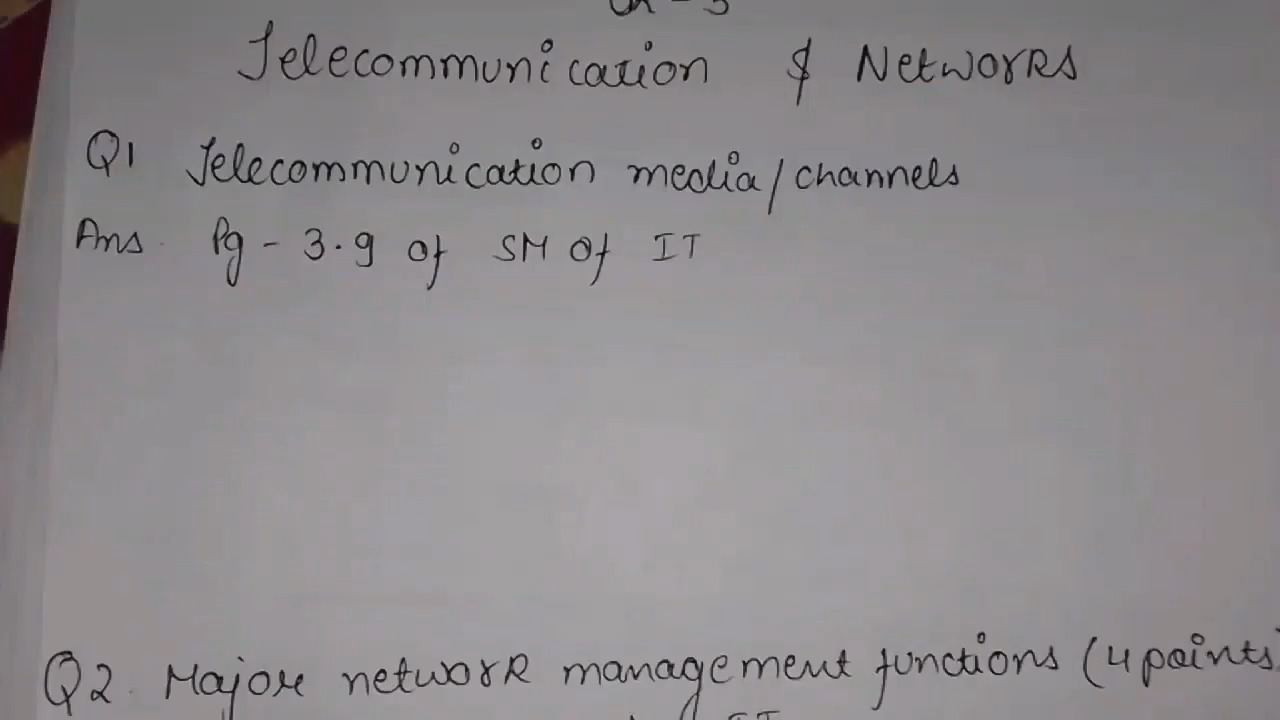 Telecommunication & Networks
Q1 Telecommunication media/channels
Ans. Pg - 3.9 of SM of IT
Q2. Major network management functions (4 points)
IT